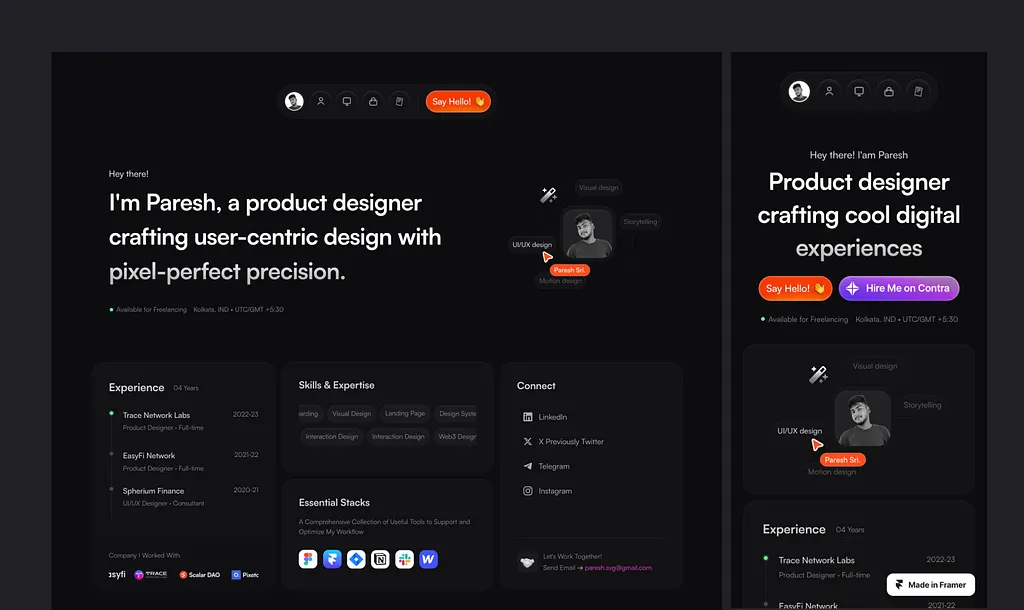 Say Hello! 👋
Hey there!
I'm Paresh, a product designer
crafting user-centric design with
pixel-perfect precision.
Available for Freelancing Kolkata, IND • UTC/GMT +5:30
Visual design
Storytelling
UI/UX design
Paresh Sri.
Motion design
Experience 04 Years
Trace Network Labs 2022-23
Product Designer - Full-time
EasyFi Network 2021-22
Product Designer - Full-time
Spherium Finance 2020-21
UI/UX Designer - Consultant
Company I Worked With
asyfi TRACE Scalar DAO Pixelc
Skills & Expertise
arding Visual Design Landing Page Design Syste
Interaction Design Interaction Design Web3 Design
Essential Stacks
A Comprehensive Collection of Useful Tools to Support and
Optimize My Workflow
Connect
LinkedIn
X Previously Twitter
Telegram
Instagram
Let's Work Together!
Send Email → paresh.svg@gmail.com
Hey there! I'am Paresh
Product designer
crafting cool digital
experiences
Say Hello! 👋 Hire Me on Contra
Available for Freelancing Kolkata, IND • UTC/GMT +5:30
Visual design
Storytelling
UI/UX design
Paresh Sri.
Motion design
Experience 04 Years
Trace Network Labs 2022-23
Product Designer - Full-time
EasyFi Network 2021-22
Made in Framer